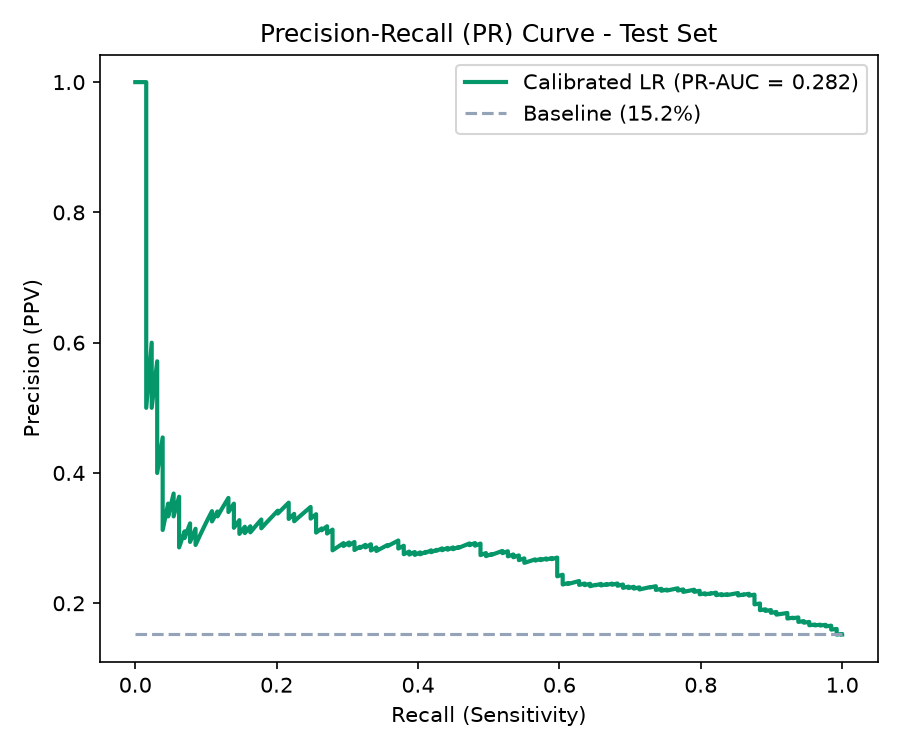 Precision-Recall (PR) Curve - Test Set
Calibrated LR (PR-AUC = 0.282)
Baseline (15.2%)
Precision (PPV)
1.0
0.8
0.6
0.4
0.2
0.0 0.2 0.4 0.6 0.8 1.0
Recall (Sensitivity)